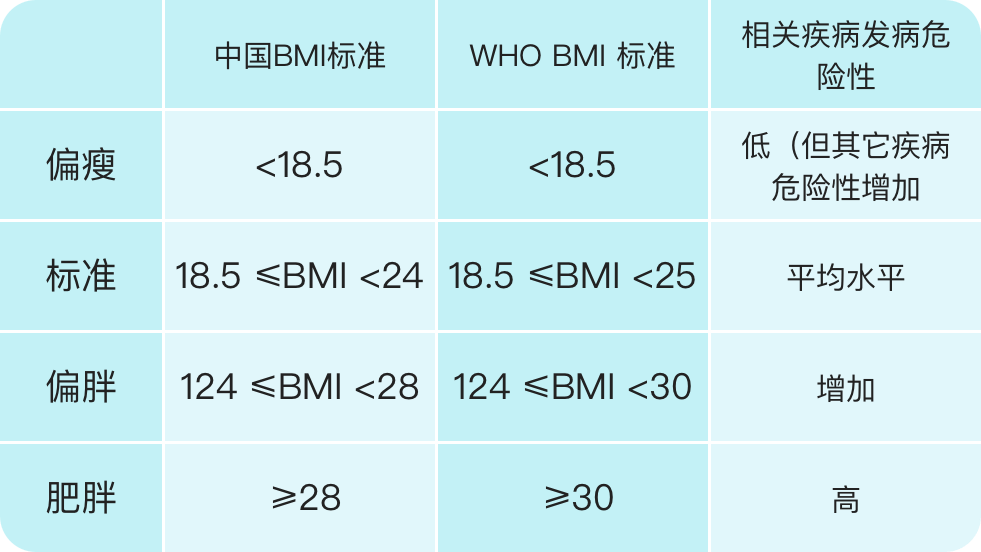 中国BMI标准
WHO BMI 标准
相关疾病发病危
险性
偏瘦
<18.5
<18.5
低（但其它疾病
危险性增加
标准
18.5 ⩽BMI <24
18.5 ⩽BMI <25
平均水平
偏胖
124 ⩽BMI <28
124 ⩽BMI <30
增加
肥胖
⩾28
⩾30
高